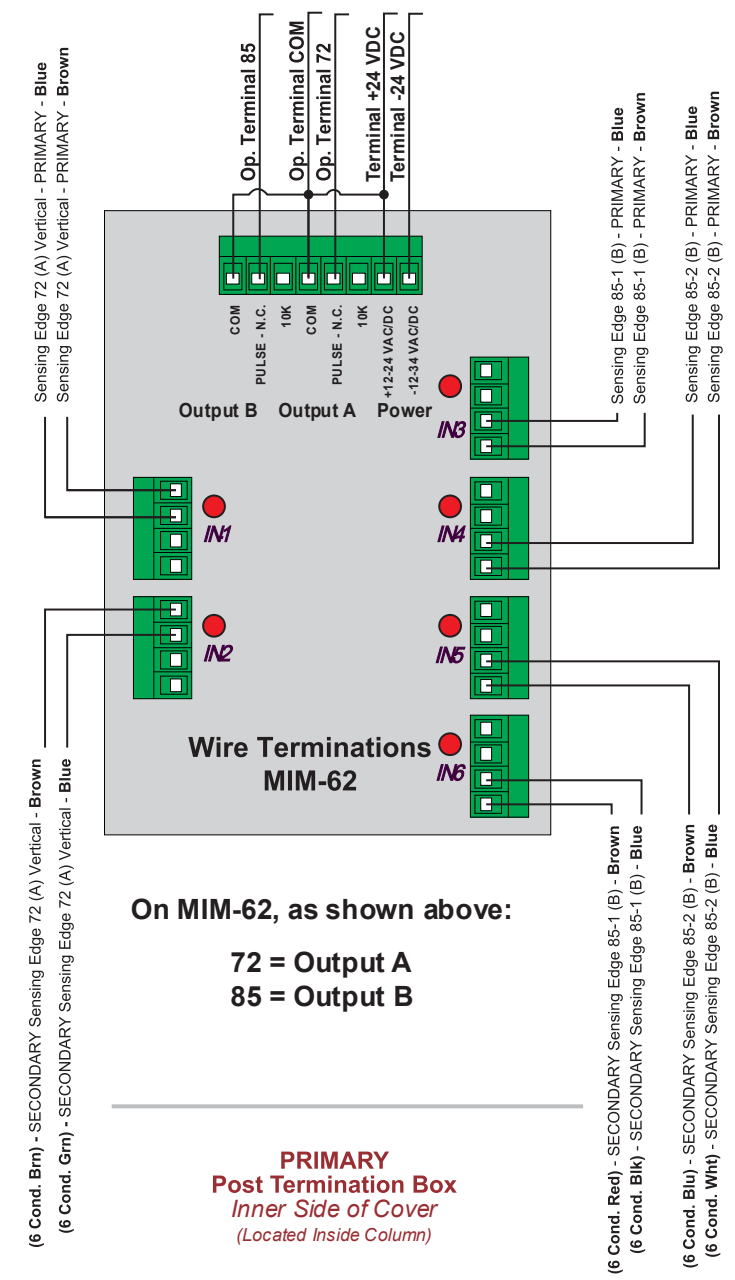 Op. Terminal 85
Op. Terminal COM
Op. Terminal 72
Terminal +24 VDC
Terminal -24 VDC
Sensing Edge 72 (A) Vertical - PRIMARY - Blue
Sensing Edge 72 (A) Vertical - PRIMARY - Brown
Sensing Edge 85-1 (B) - PRIMARY - Blue
Sensing Edge 85-1 (B) - PRIMARY - Brown
Sensing Edge 85-2 (B) - PRIMARY - Blue
Sensing Edge 85-2 (B) - PRIMARY - Brown
COM
PULSE - N.C.
10K
COM
PULSE - N.C.
10K
+12-24 VAC/DC
-12-34 VAC/DC
Output B
Output A
Power
IN3
IN1
IN4
IN2
IN5
IN6
Wire Terminations
MIM-62
(6 Cond. Brn) - SECONDARY Sensing Edge 72 (A) Vertical - Brown
(6 Cond. Grn) - SECONDARY Sensing Edge 72 (A) Vertical - Blue
(6 Cond. Red) - SECONDARY Sensing Edge 85-1 (B) - Brown
(6 Cond. Blk) - SECONDARY Sensing Edge 85-1 (B) - Blue
(6 Cond. Blu) - SECONDARY Sensing Edge 85-2 (B) - Brown
(6 Cond. Wht) - SECONDARY Sensing Edge 85-2 (B) - Blue
On MIM-62, as shown above:
72 = Output A
85 = Output B
PRIMARY
Post Termination Box
Inner Side of Cover
(Located Inside Column)